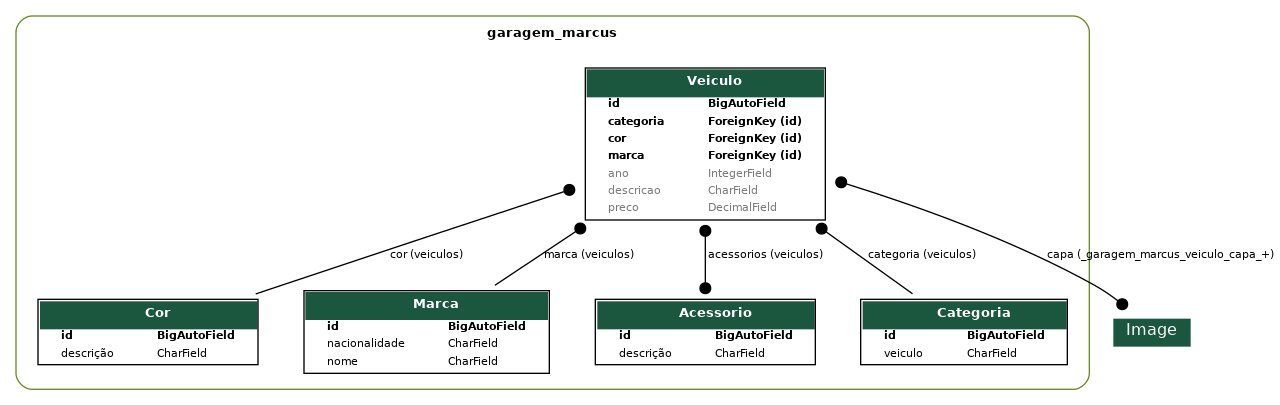 garagem_marcus
Veiculo
id BigAutoField
categoria ForeignKey (id)
cor ForeignKey (id)
marca ForeignKey (id)
ano IntegerField
descricao CharField
preco DecimalField
cor (veiculos)
marca (veiculos)
acessorios (veiculos)
categoria (veiculos)
capa (_garagem_marcus_veiculo_capa_+)
Cor
id BigAutoField
descrição CharField
Marca
id BigAutoField
nacionalidade CharField
nome CharField
Acessorio
id BigAutoField
descrição CharField
Categoria
id BigAutoField
veiculo CharField
Image